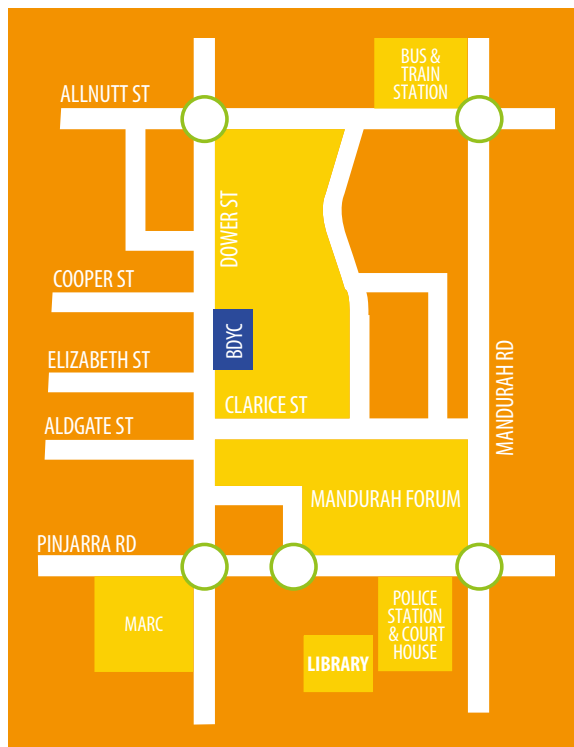 BUS &
TRAIN
STATION
ALLNUTT ST
DOWER ST
COOPER ST
BDYC
ELIZABETH ST
MANDURAH RD
CLARICE ST
ALDGATE ST
MANDURAH FORUM
PINJARRA RD
MARC
POLICE
STATION
& COURT
HOUSE
LIBRARY